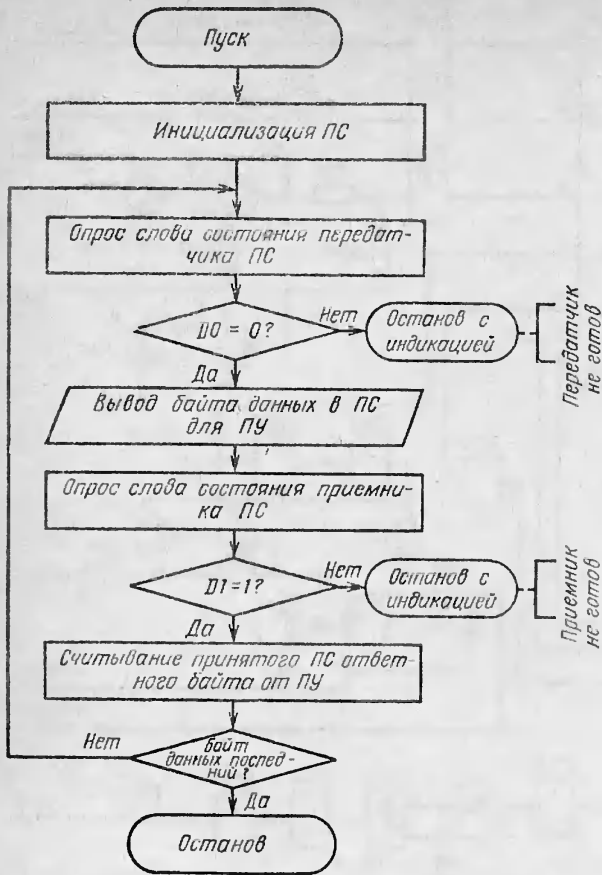 Пуск
Инициализация ПС
Опрос слова состояния передат-
чика ПС
D0 = 0?
Нет
Останов с
индикацией
Передатчик
не готов
Да
Вывод байта данных в ПС
для ПУ
Опрос слова состояния приемни-
ка ПС
D1=1?
Нет
Останов с
индикацией
Приемник
не готов
Да
Считывание принятого ПС ответ-
ного байта от ПУ
Нет
Байт
данных послед-
ний?
Да
Останов